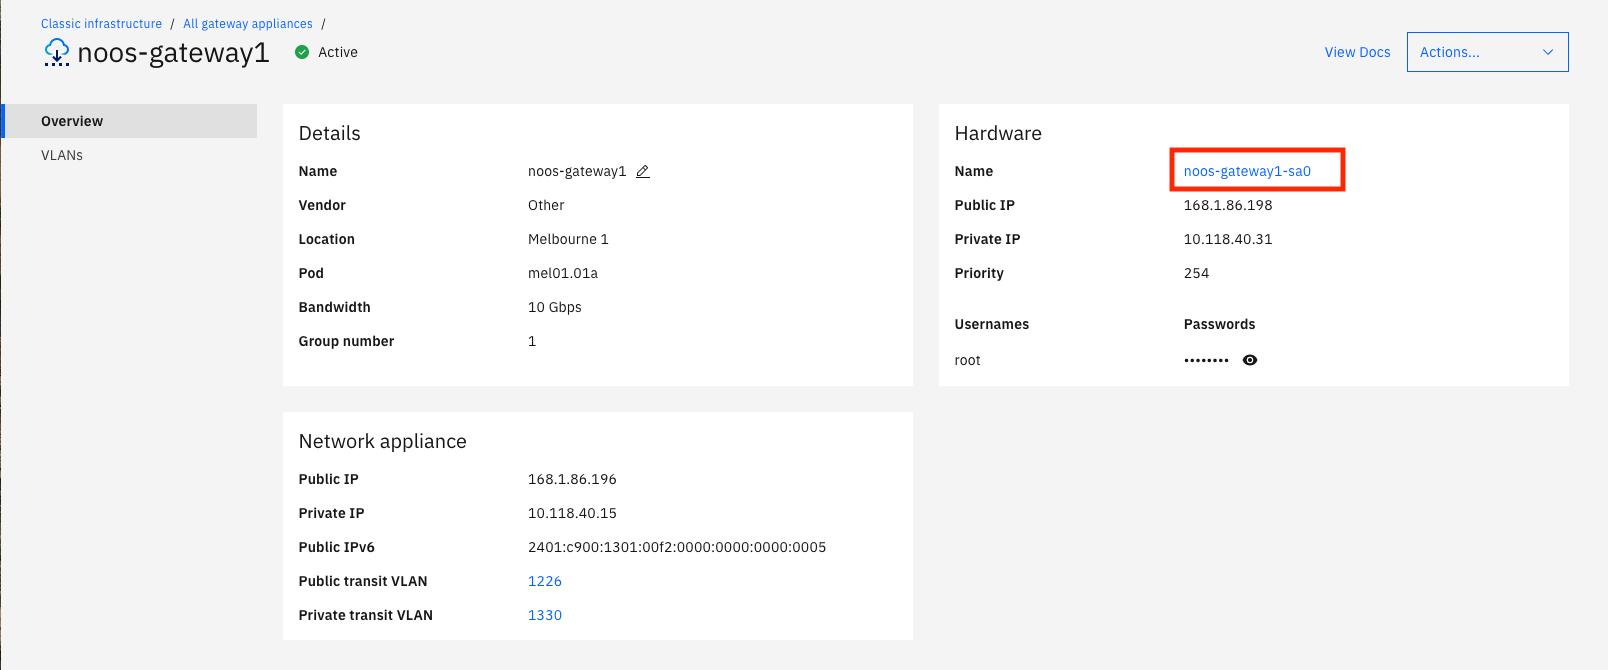 Classic infrastructure / All gateway appliances /
noos-gateway1 Active
View Docs Actions...
Overview
VLANs
Details
Name noos-gateway1
Vendor Other
Location Melbourne 1
Pod mel01.01a
Bandwidth 10 Gbps
Group number 1
Hardware
Name noos-gateway1-sa0
Public IP 168.1.86.198
Private IP 10.118.40.31
Priority 254
Usernames Passwords
root ••••••••
Network appliance
Public IP 168.1.86.196
Private IP 10.118.40.15
Public IPv6 2401:c900:1301:00f2:0000:0000:0000:0005
Public transit VLAN 1226
Private transit VLAN 1330